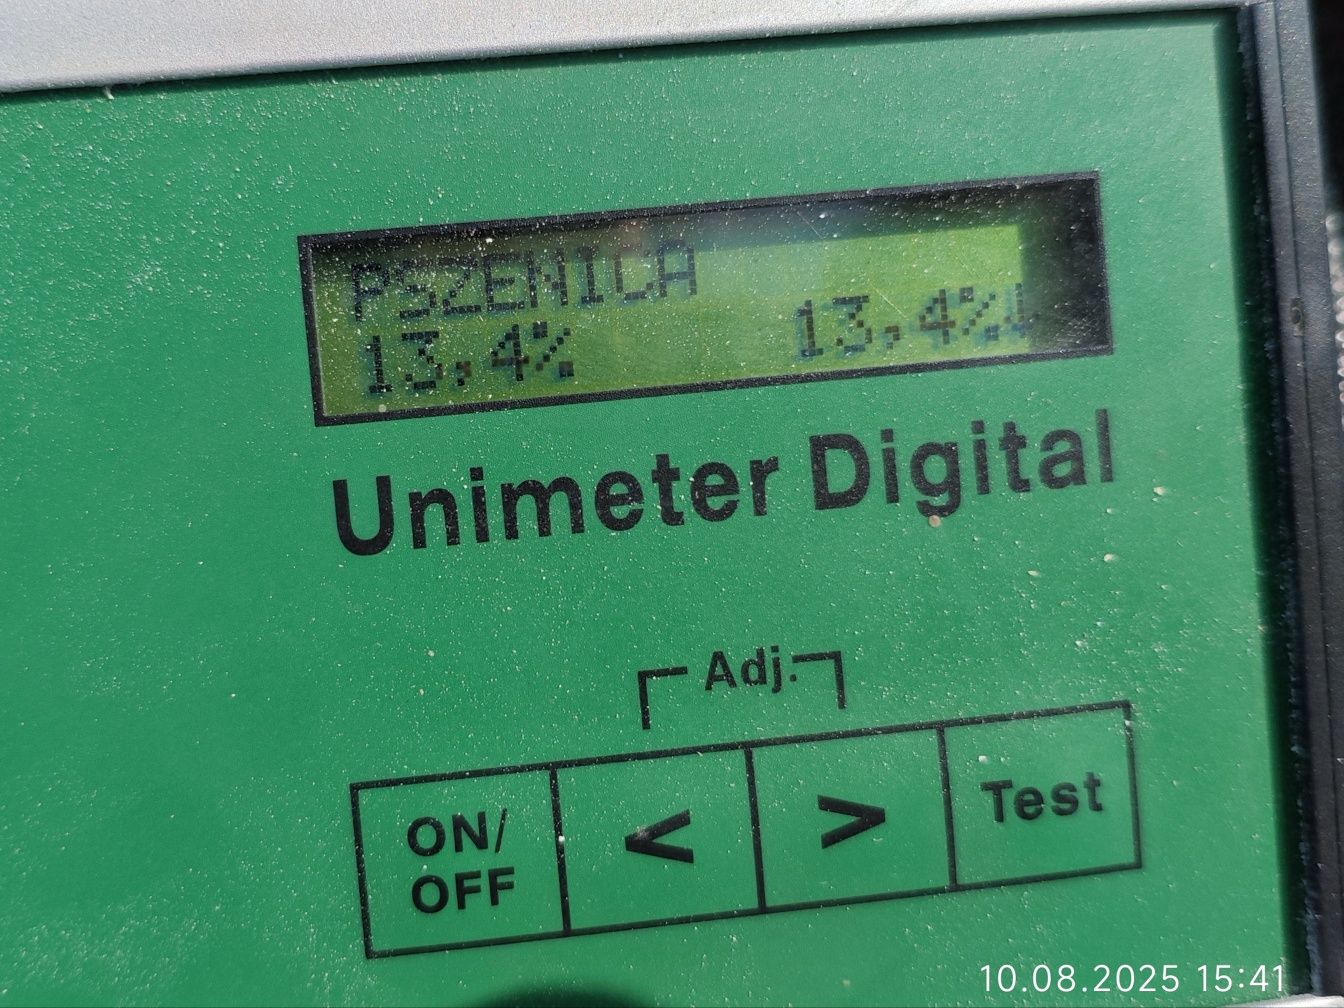 PSZENICA
13,4% 13,4%↓
Unimeter Digital
Adj.
ON/
OFF
<
>
Test
10.08.2025 15:41